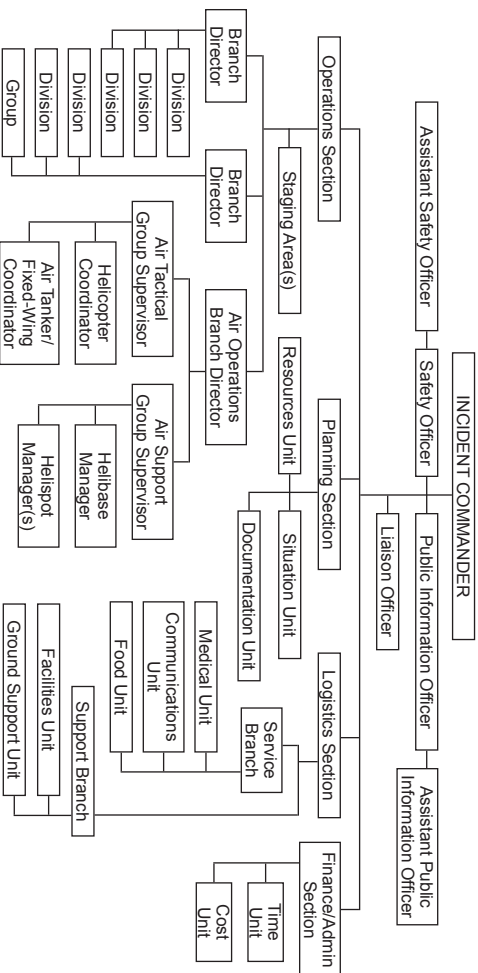 INCIDENT COMMANDER
Assistant Safety Officer
Safety Officer
Public Information Officer
Assistant Public
Information Officer
Liaison Officer
Operations Section
Planning Section
Logistics Section
Finance/Admin
Section
Staging Area(s)
Branch
Director
Division
Division
Division
Branch
Director
Division
Division
Group
Air Operations
Branch Director
Air Tactical
Group Supervisor
Helicopter
Coordinator
Air Tanker/
Fixed-Wing
Coordinator
Air Support
Group Supervisor
Helibase
Manager
Helispot
Manager(s)
Resources Unit
Situation Unit
Documentation Unit
Service
Branch
Medical Unit
Communications
Unit
Food Unit
Support Branch
Facilities Unit
Ground Support Unit
Time
Unit
Cost
Unit